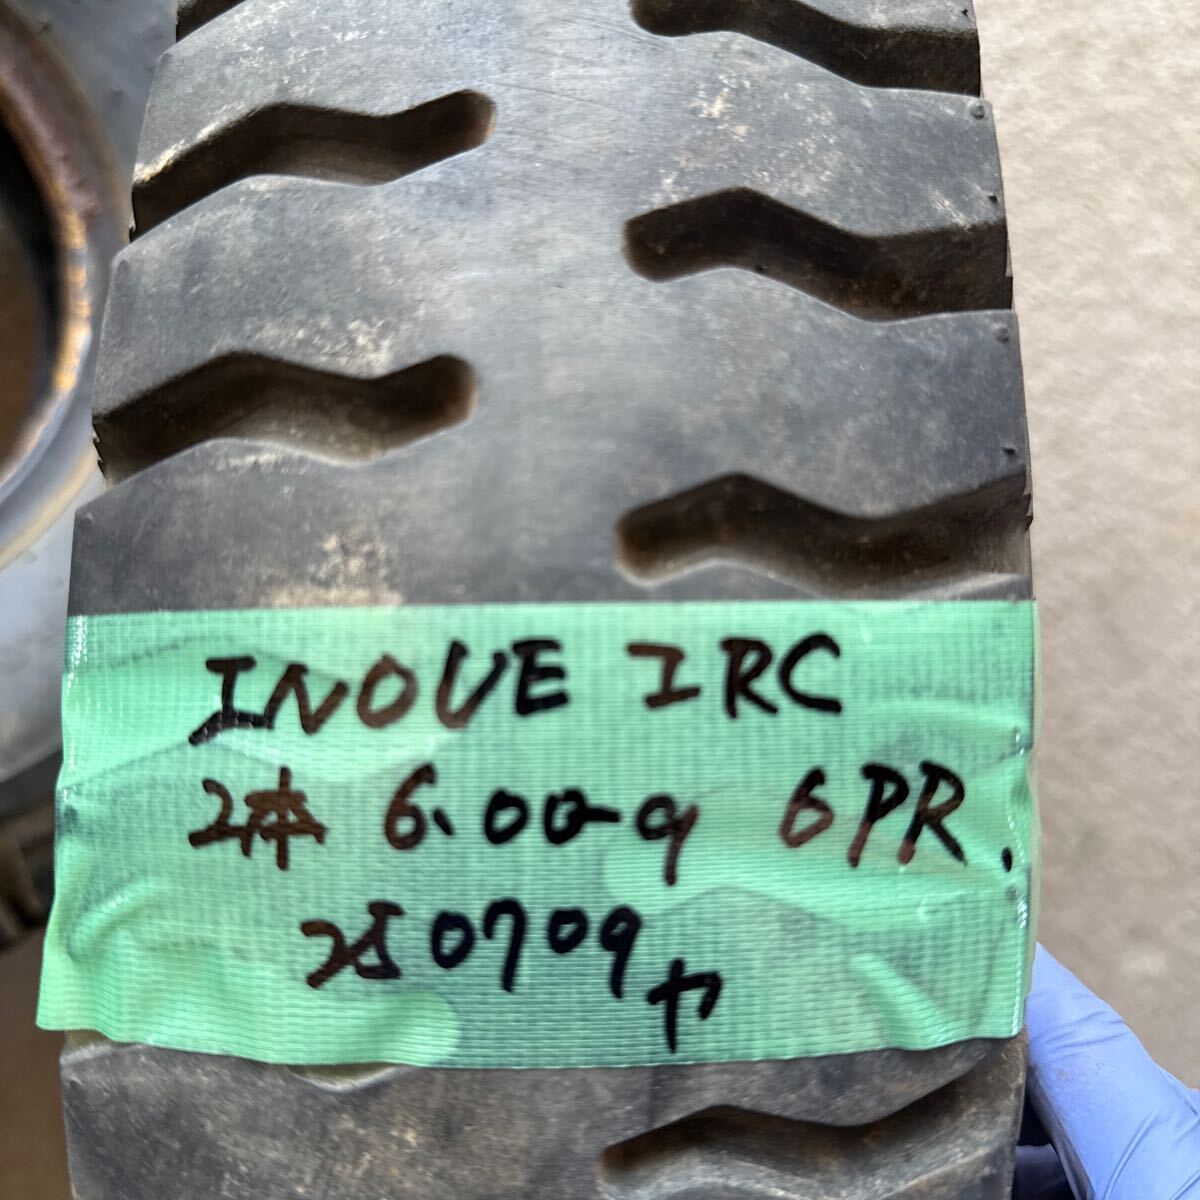 INOUE IRC
2本 6.00-9 6PR.
250709ヤ